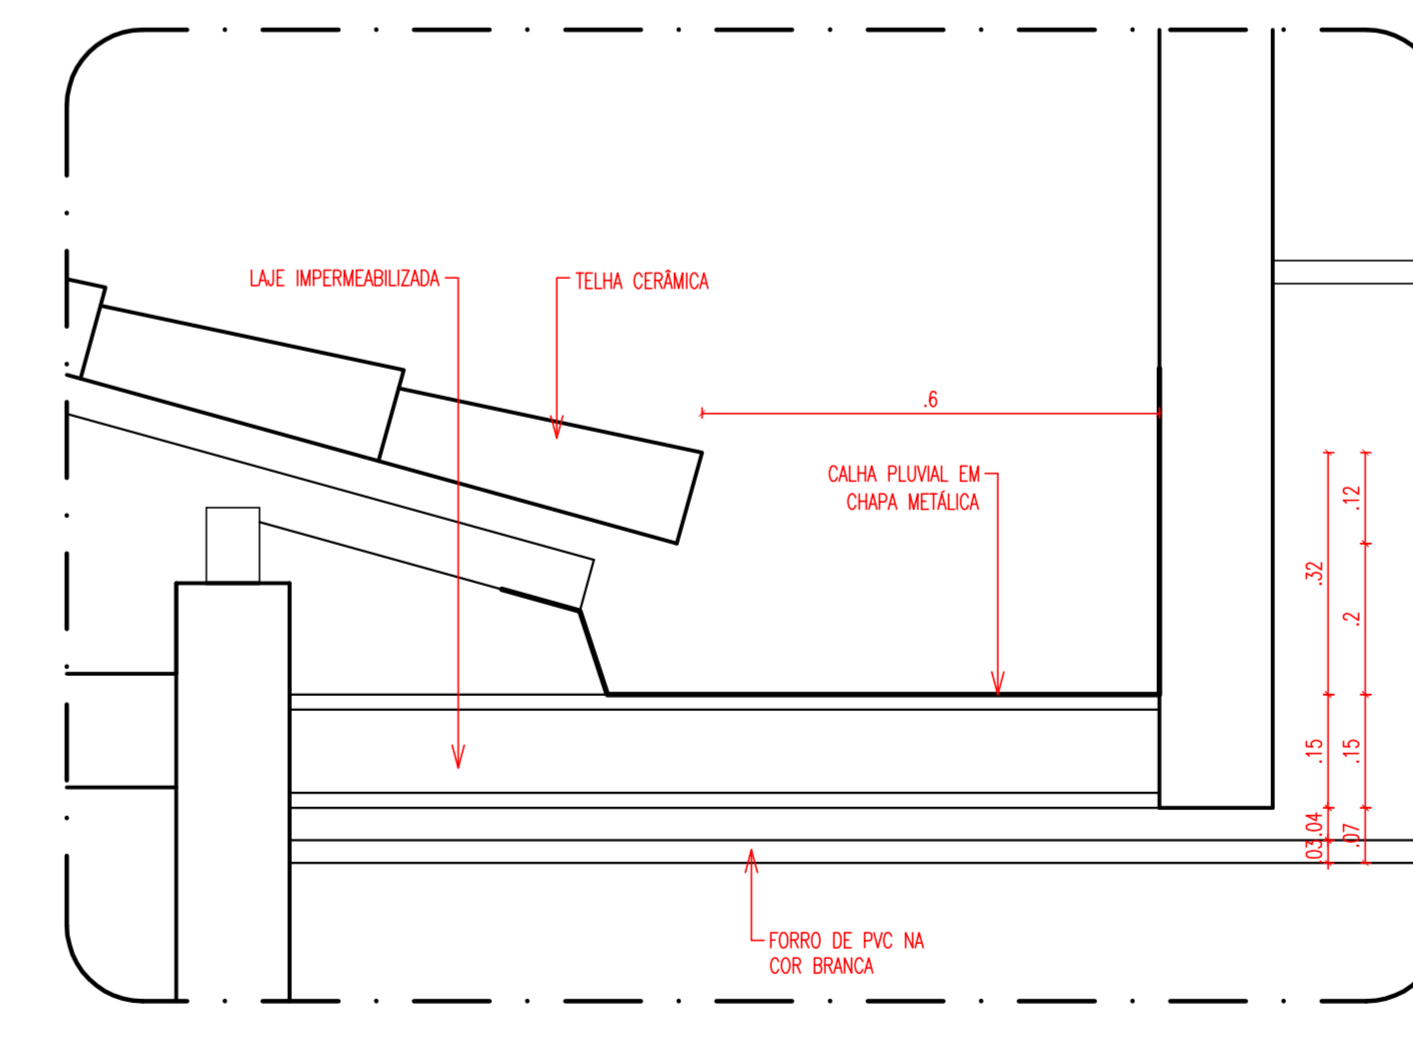 LAJE IMPERMEABILIZADA
TELHA CERÂMICA
.6
CALHA PLUVIAL EM
CHAPA METÁLICA
.12
.32
.2
.15
.15
.04
.03
.07
FORRO DE PVC NA
COR BRANCA